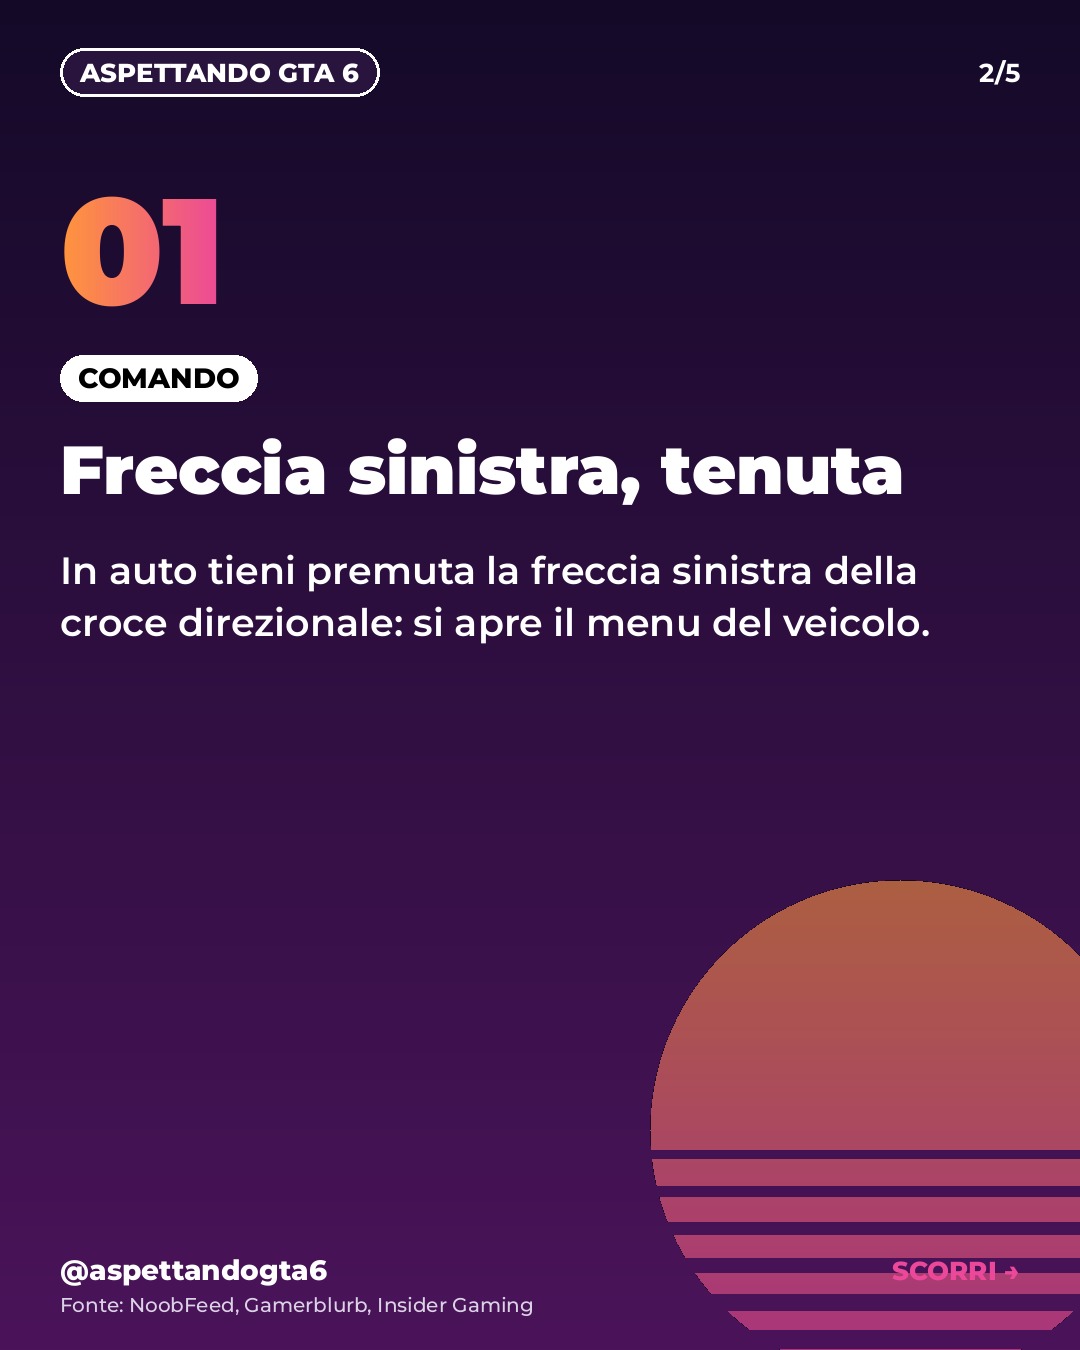 ASPETTANDO GTA 6
2/5
01
COMANDO
Freccia sinistra, tenuta
In auto tieni premuta la freccia sinistra della
croce direzionale: si apre il menu del veicolo.
@aspettandogta6
SCORRI →
Fonte: NoobFeed, Gamerblurb, Insider Gaming